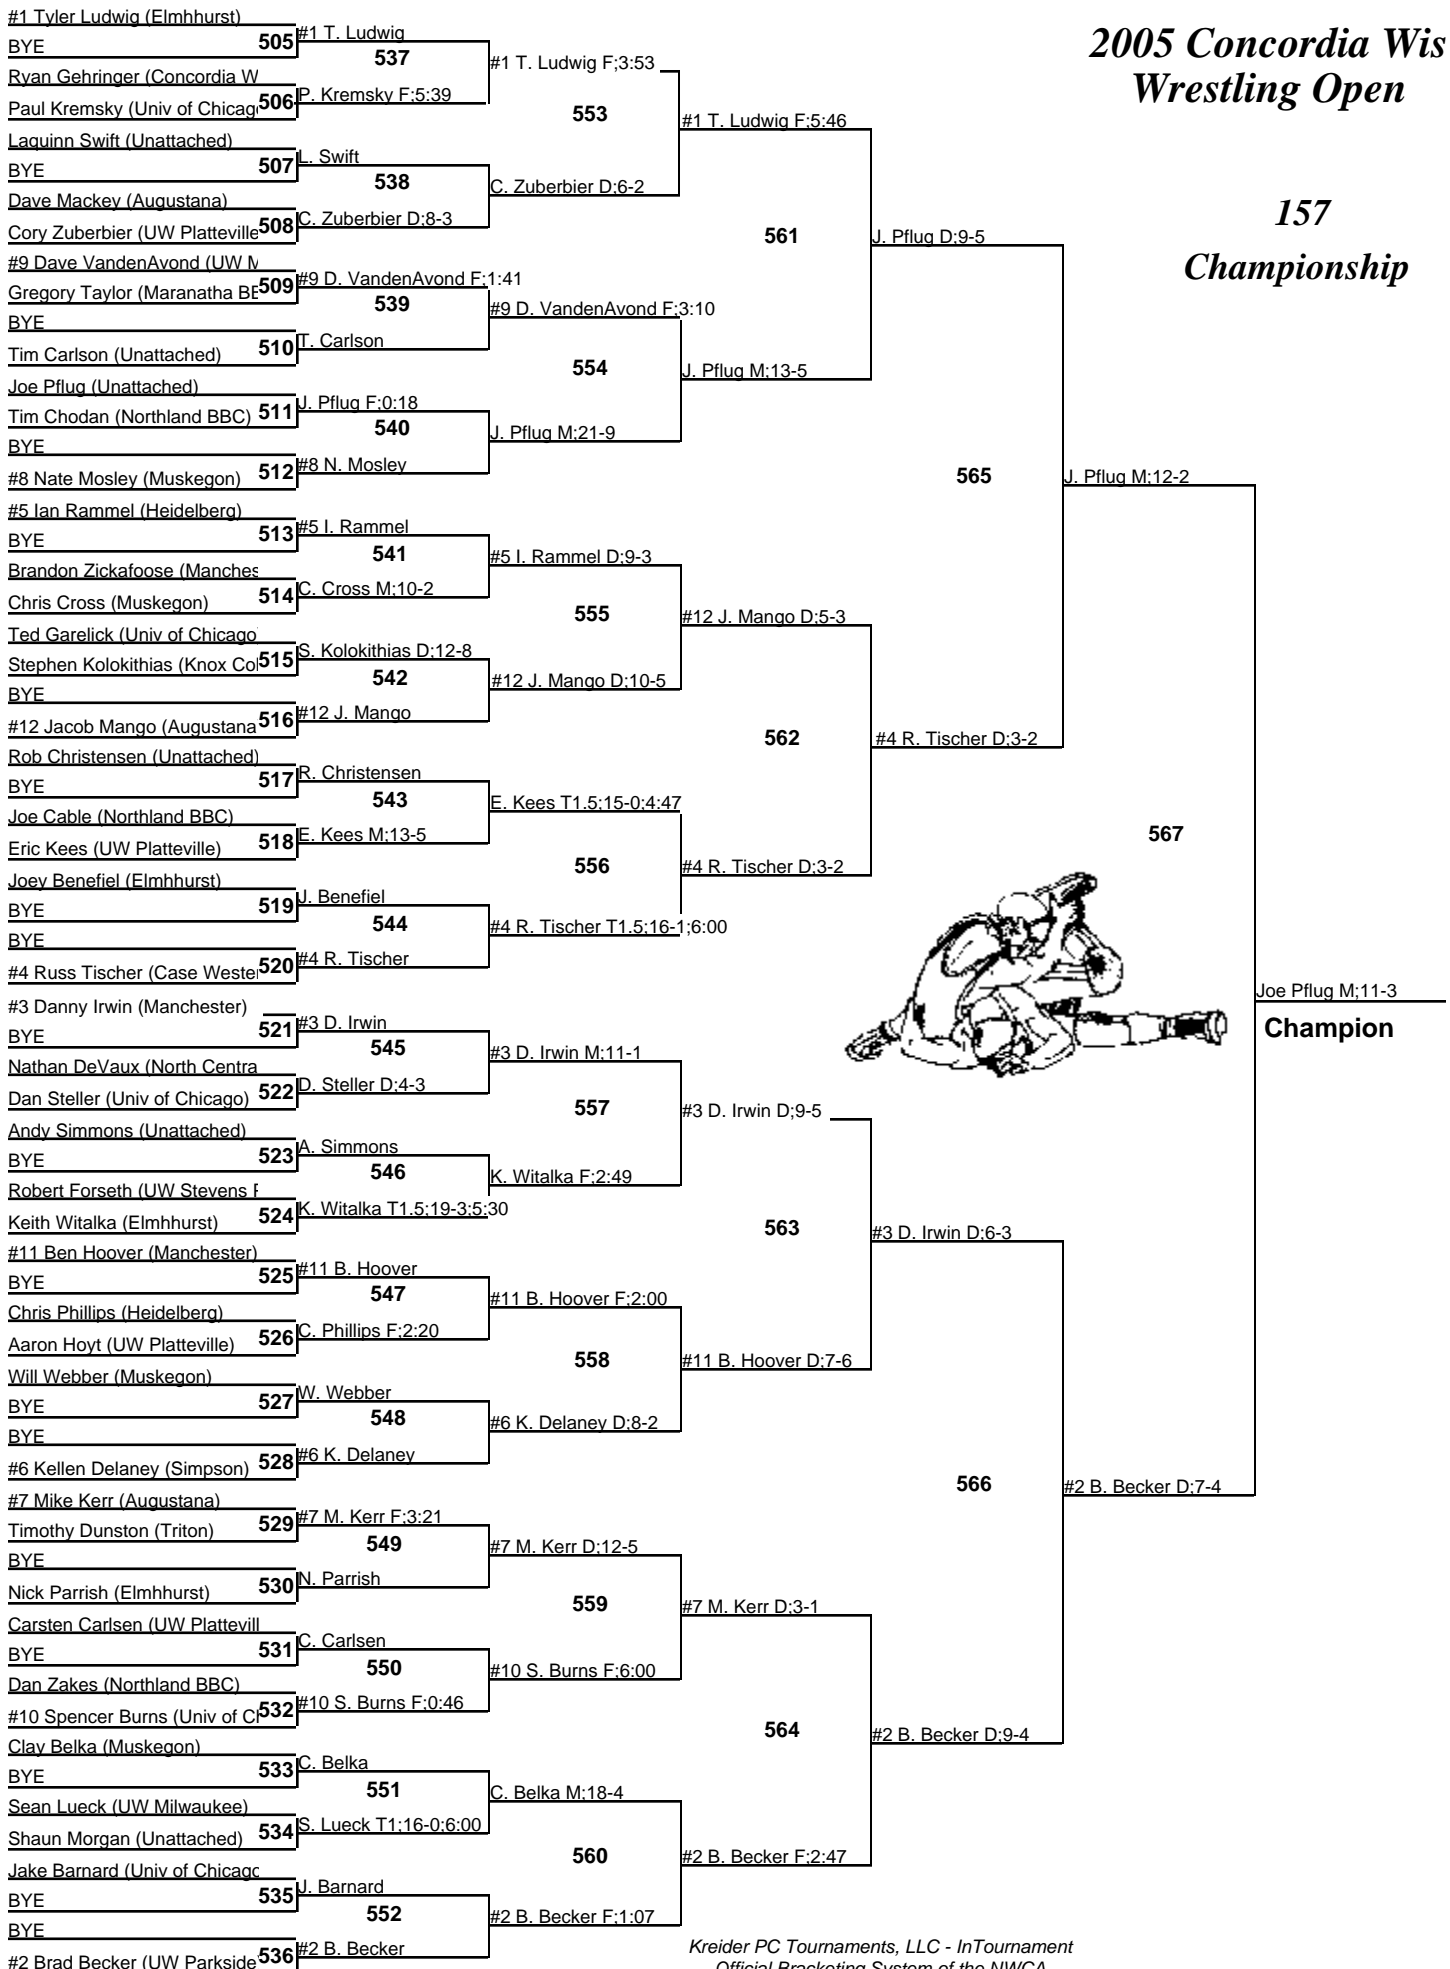 2005 Concordia Wis
Wrestling Open
157
Championship
#1 Tyler Ludwig (Elmhhurst)
BYE
505
Ryan Gehringer (Concordia W
Paul Kremsky (Univ of Chicag
506
Laquinn Swift (Unattached)
BYE
507
Dave Mackey (Augustana)
Cory Zuberbier (UW Platteville
508
#9 Dave VandenAvond (UW M
Gregory Taylor (Maranatha BB
509
BYE
Tim Carlson (Unattached)
510
Joe Pflug (Unattached)
Tim Chodan (Northland BBC)
511
BYE
#8 Nate Mosley (Muskegon)
512
#5 Ian Rammel (Heidelberg)
BYE
513
Brandon Zickafoose (Manches
Chris Cross (Muskegon)
514
Ted Garelick (Univ of Chicago
Stephen Kolokithias (Knox Col
515
BYE
#12 Jacob Mango (Augustana
516
Rob Christensen (Unattached)
BYE
517
Joe Cable (Northland BBC)
Eric Kees (UW Platteville)
518
Joey Benefiel (Elmhhurst)
BYE
519
BYE
#4 Russ Tischer (Case Wester
520
#3 Danny Irwin (Manchester)
BYE
521
Nathan DeVaux (North Centra
Dan Steller (Univ of Chicago)
522
Andy Simmons (Unattached)
BYE
523
Robert Forseth (UW Stevens P
Keith Witalka (Elmhhurst)
524
#11 Ben Hoover (Manchester)
BYE
525
Chris Phillips (Heidelberg)
Aaron Hoyt (UW Platteville)
526
Will Webber (Muskegon)
BYE
527
BYE
#6 Kellen Delaney (Simpson)
528
#7 Mike Kerr (Augustana)
Timothy Dunston (Triton)
529
BYE
Nick Parrish (Elmhhurst)
530
Carsten Carlsen (UW Plattevill
BYE
531
Dan Zakes (Northland BBC)
#10 Spencer Burns (Univ of Ch
532
Clay Belka (Muskegon)
BYE
533
Sean Lueck (UW Milwaukee)
Shaun Morgan (Unattached)
534
Jake Barnard (Univ of Chicago
BYE
535
BYE
#2 Brad Becker (UW Parkside
536
#1 T. Ludwig
537
P. Kremsky F;5:39
L. Swift
538
C. Zuberbier D;8-3
#9 D. VandenAvond F;1:41
539
T. Carlson
J. Pflug F;0:18
540
#8 N. Mosley
#5 I. Rammel
541
C. Cross M;10-2
S. Kolokithias D;12-8
542
#12 J. Mango
R. Christensen
543
E. Kees M;13-5
J. Benefiel
544
#4 R. Tischer
#3 D. Irwin
545
D. Steller D;4-3
A. Simmons
546
K. Witalka T1.5;19-3;5:30
#11 B. Hoover
547
C. Phillips F;2:20
W. Webber
548
#6 K. Delaney
#7 M. Kerr F;3:21
549
N. Parrish
C. Carlsen
550
#10 S. Burns F;0:46
C. Belka
551
S. Lueck T1;16-0;6:00
J. Barnard
552
#2 B. Becker
#1 T. Ludwig F;3:53
553
C. Zuberbier D;6-2
#9 D. VandenAvond F;3:10
554
J. Pflug M;21-9
#5 I. Rammel D;9-3
555
#12 J. Mango D;10-5
E. Kees T1.5;15-0;4:47
556
#4 R. Tischer T1.5;16-1;6:00
#3 D. Irwin M;11-1
557
K. Witalka F;2:49
#11 B. Hoover F;2:00
558
#6 K. Delaney D;8-2
#7 M. Kerr D;12-5
559
#10 S. Burns F;6:00
C. Belka M;18-4
560
#2 B. Becker F;1:07
#1 T. Ludwig F;5:46
561
J. Pflug M;13-5
#12 J. Mango D;5-3
562
#4 R. Tischer D;3-2
#3 D. Irwin D;9-5
563
#11 B. Hoover D;7-6
#7 M. Kerr D;3-1
564
#2 B. Becker F;2:47
J. Pflug D;9-5
565
#4 R. Tischer D;3-2
#3 D. Irwin D;6-3
566
#2 B. Becker D;9-4
J. Pflug M;12-2
567
#2 B. Becker D;7-4
Joe Pflug M;11-3
Champion
Kreider PC Tournaments, LLC - InTournament
Official Bracketing System of the NWCA